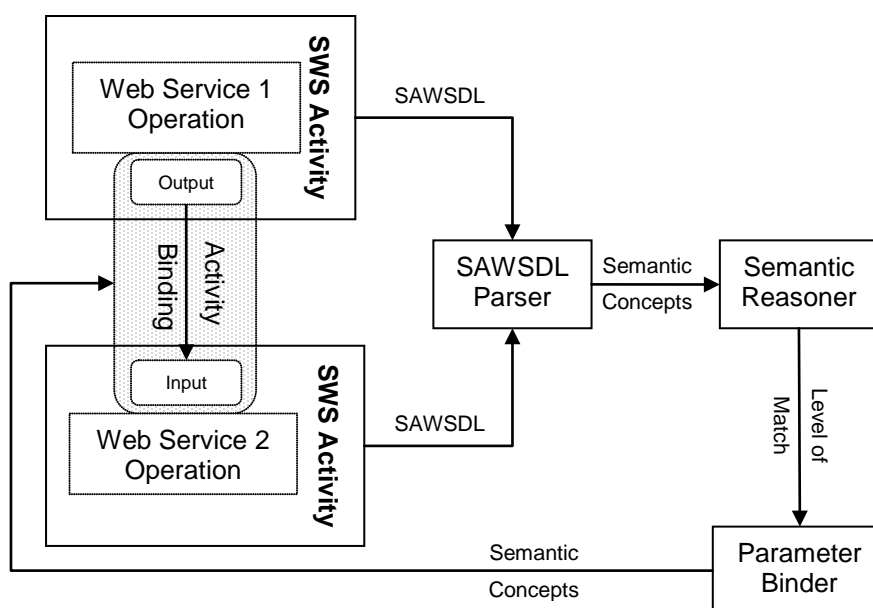 Web Service 1
Operation
SWS Activity
Output
SAWSDL
Activity
Binding
SAWSDL
Parser
Semantic
Concepts
Semantic
Reasoner
Input
SWS Activity
Web Service 2
Operation
SAWSDL
Level of
Match
Semantic
Concepts
Parameter
Binder